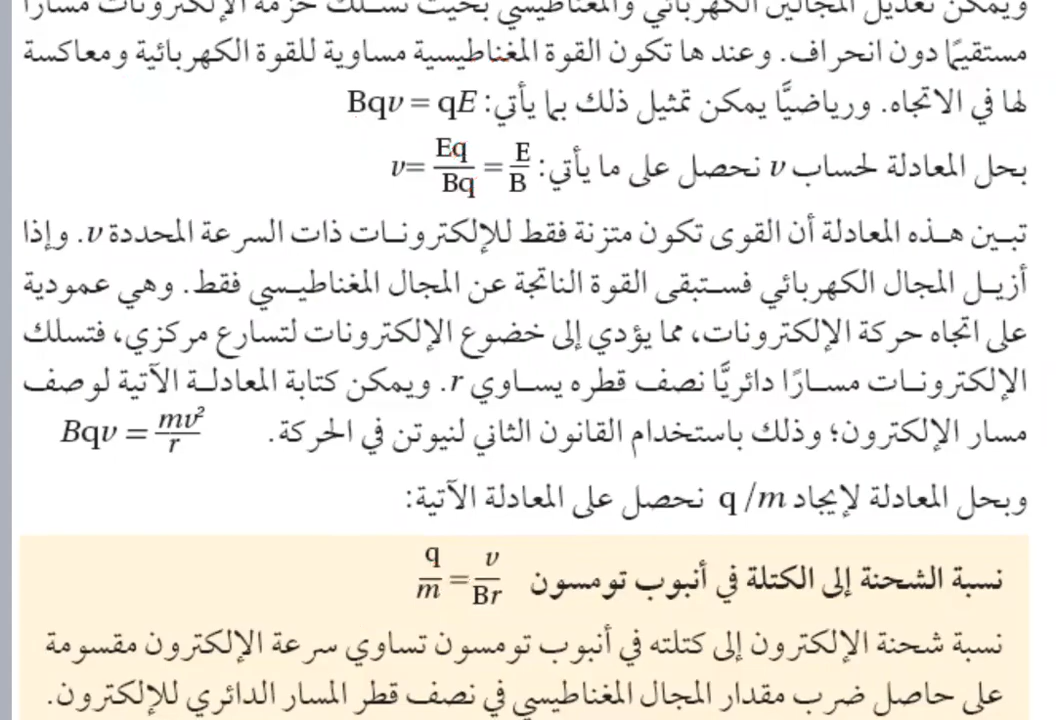 ويمكن تعديل المجالين الكهربائي والمغناطيسي بحيث تسلك حزمة الإلكترونات مسارًا
مستقيمًا دون انحراف. وعند ها تكون القوة المغناطيسية مساوية للقوة الكهربائية ومعاكسة
لها في الاتجاه. ورياضيًّا يمكن تمثيل ذلك بما يأتي: Bqv = qE
بحل المعادلة لحساب v نحصل على ما يأتي: v= Eq/Bq = E/B
تبين هذه المعادلة أن القوى تكون متزنة فقط للإلكترونات ذات السرعة المحددة v. وإذا
أزيل المجال الكهربائي فستبقى القوة الناتجة عن المجال المغناطيسي فقط. وهي عمودية
على اتجاه حركة الإلكترونات، مما يؤدي إلى خضوع الإلكترونات لتسارع مركزي، فتسلك
الإلكترونات مسارًا دائريًّا نصف قطره يساوي r. ويمكن كتابة المعادلة الآتية لوصف
مسار الإلكترون؛ وذلك باستخدام القانون الثاني لنيوتن في الحركة. Bqv = mv²/r
وبحل المعادلة لإيجاد q/m نحصل على المعادلة الآتية:
نسبة الشحنة إلى الكتلة في أنبوب تومسون q/m = v/Br
نسبة شحنة الإلكترون إلى كتلته في أنبوب تومسون تساوي سرعة الإلكترون مقسومة
على حاصل ضرب مقدار المجال المغناطيسي في نصف قطر المسار الدائري للإلكترون.